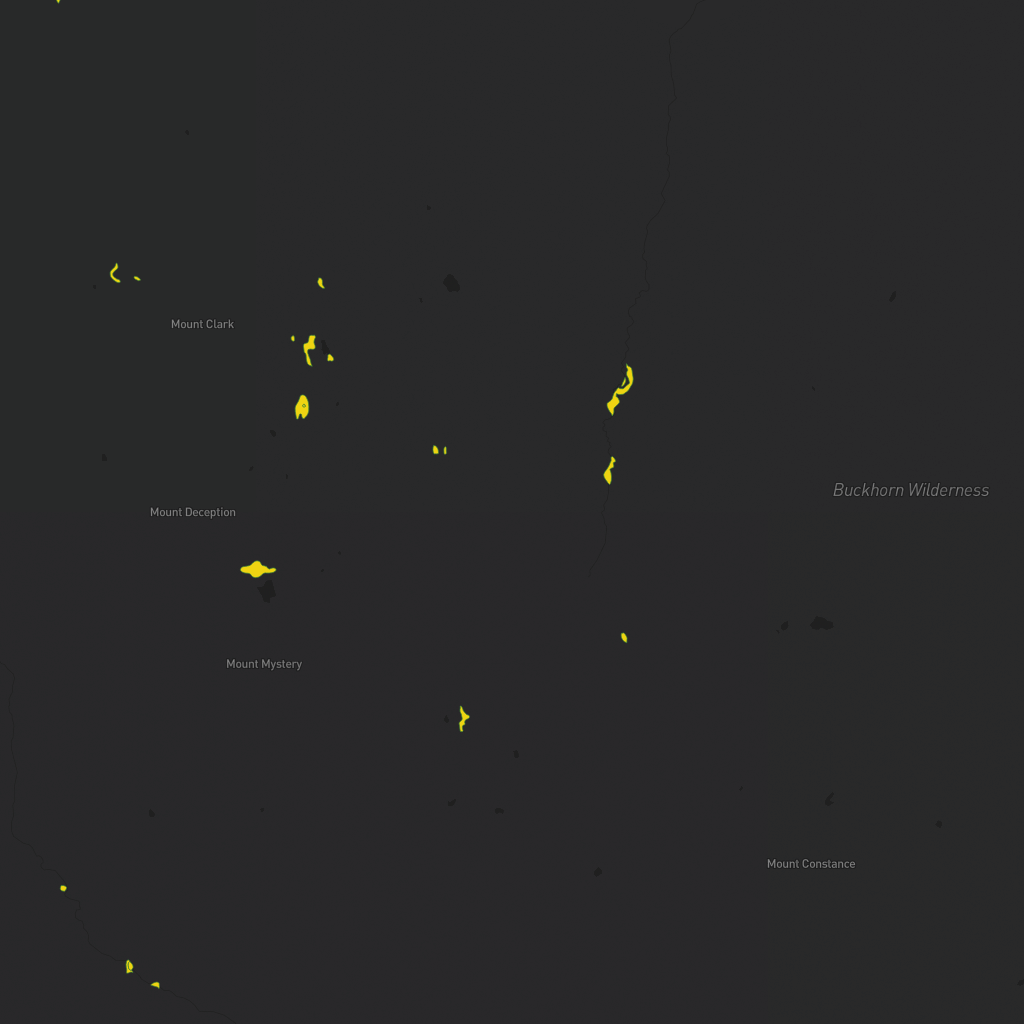 Mount Clark
Buckhorn Wilderness
Mount Deception
Mount Mystery
Mount Constance